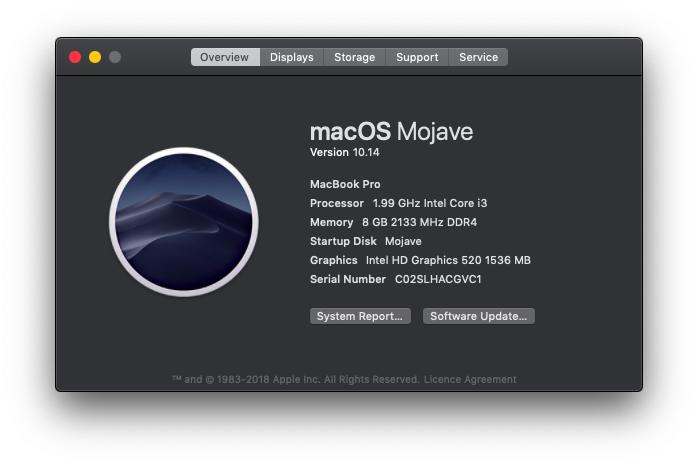 Overview Displays Storage Support Service
macOS Mojave
Version 10.14
MacBook Pro
Processor 1.99 GHz Intel Core i3
Memory 8 GB 2133 MHz DDR4
Startup Disk Mojave
Graphics Intel HD Graphics 520 1536 MB
Serial Number C02SLHACGVC1
System Report... Software Update...
™ and © 1983-2018 Apple Inc. All Rights Reserved. Licence Agreement